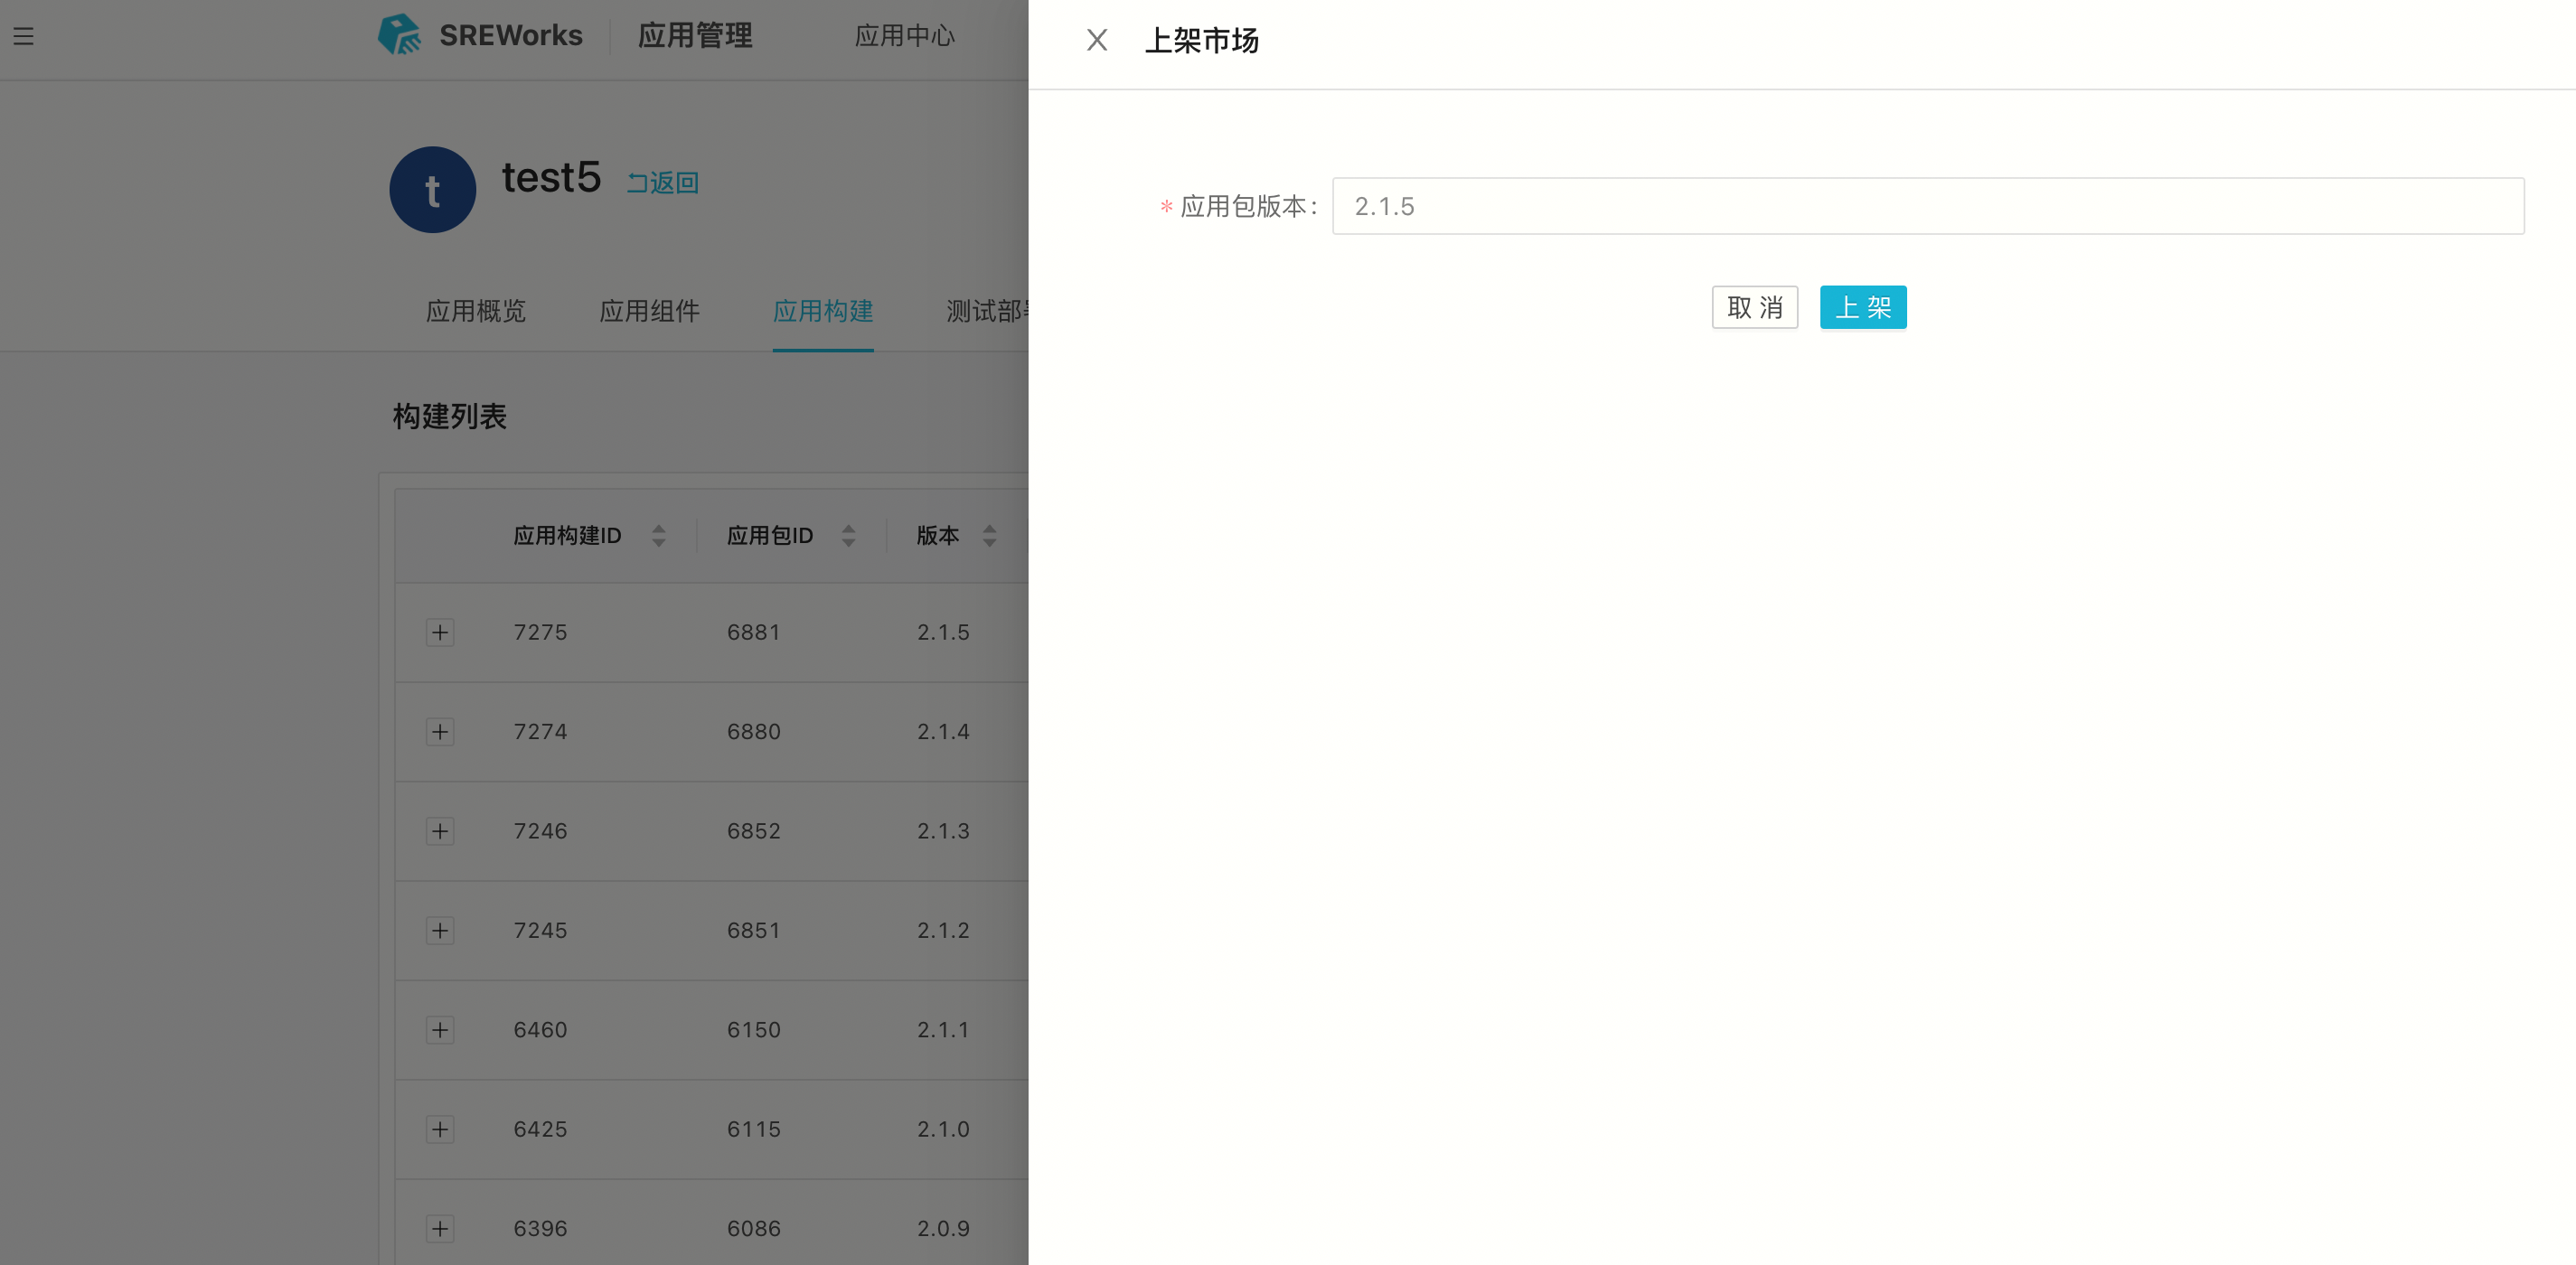 SREWorks 应用管理 应用中心
上架市场
t test5 返回
* 应用包版本: 2.1.5
取 消 上 架
应用概览 应用组件 应用构建 测试部
构建列表
应用构建ID 应用包ID 版本
7275 6881 2.1.5
7274 6880 2.1.4
7246 6852 2.1.3
7245 6851 2.1.2
6460 6150 2.1.1
6425 6115 2.1.0
6396 6086 2.0.9